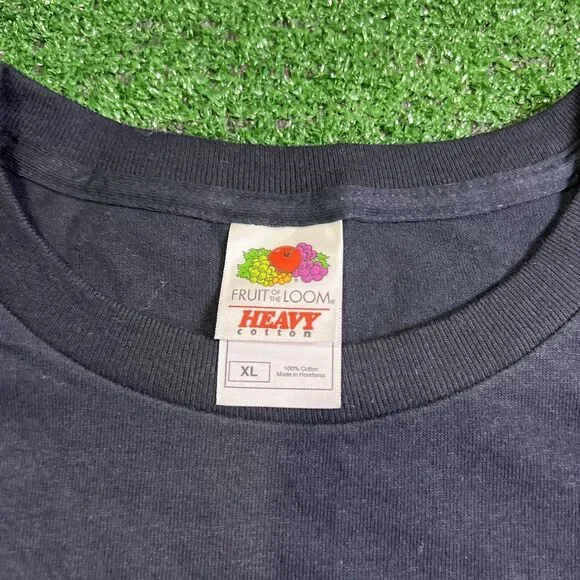 FRUIT OF THE LOOM®
HEAVY
cotton
XL
100% Cotton
Made in Honduras